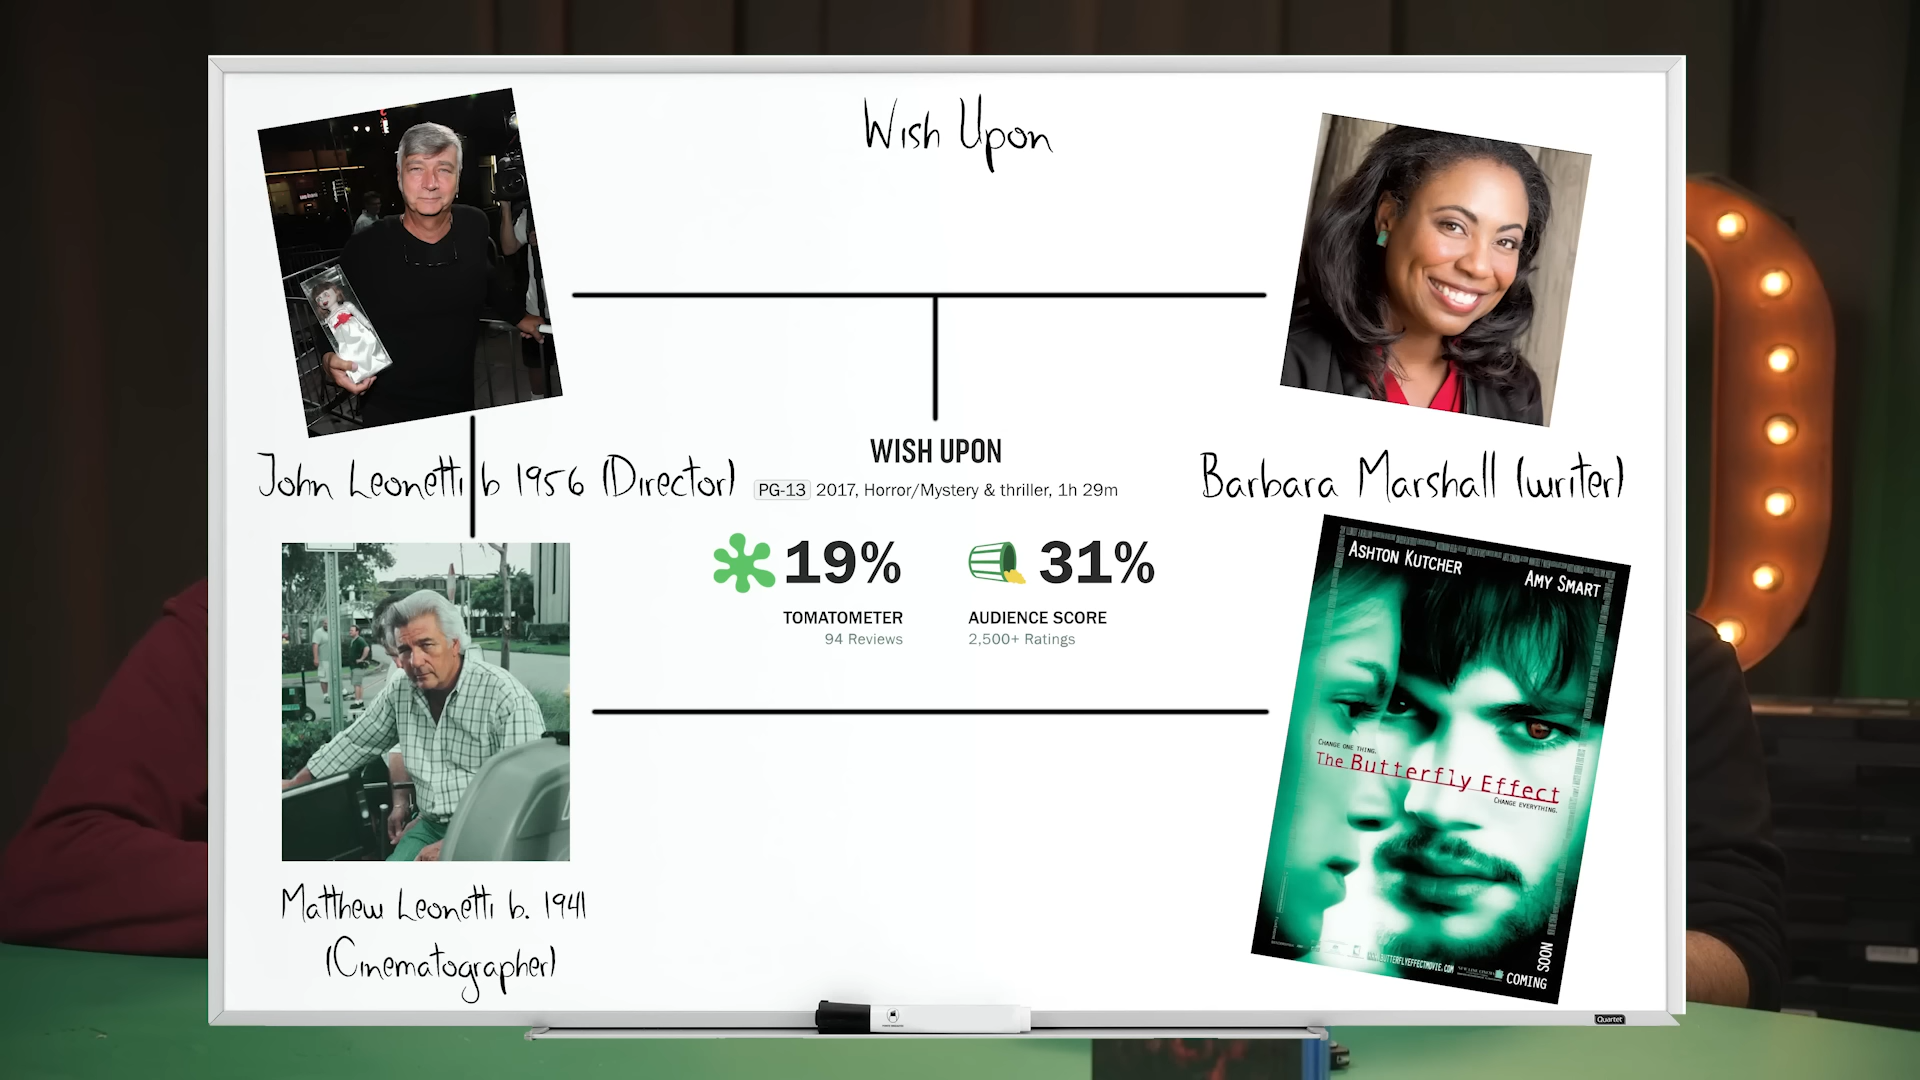 Wish Upon
John Leonetti b 1956 (Director)
WISH UPON
PG-13 2017, Horror/Mystery & thriller, 1h 29m
Barbara Marshall (writer)
19%
31%
TOMATOMETER
AUDIENCE SCORE
94 Reviews
2,500+ Ratings
ASHTON KUTCHER
AMY SMART
CHANGE ONE THING.
The Butterfly Effect
CHANGE EVERYTHING.
COMING SOON
Matthew Leonetti b. 1941
(Cinematographer)
Quartet